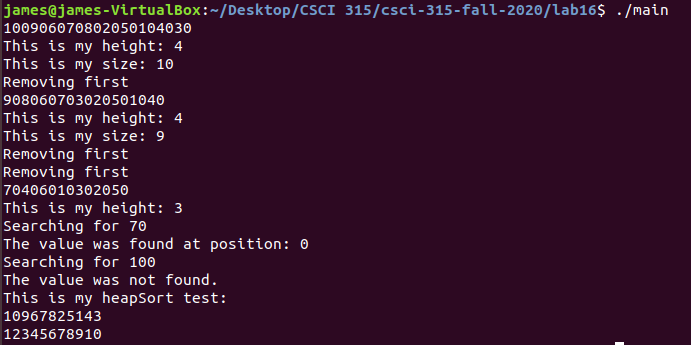 james@james-VirtualBox:~/Desktop/CSCI 315/csci-315-fall-2020/lab16$ ./main
100906070802050104030
This is my height: 4
This is my size: 10
Removing first
908060703020501040
This is my height: 4
This is my size: 9
Removing first
Removing first
70406010302050
This is my height: 3
Searching for 70
The value was found at position: 0
Searching for 100
The value was not found.
This is my heapSort test:
10967825143
12345678910